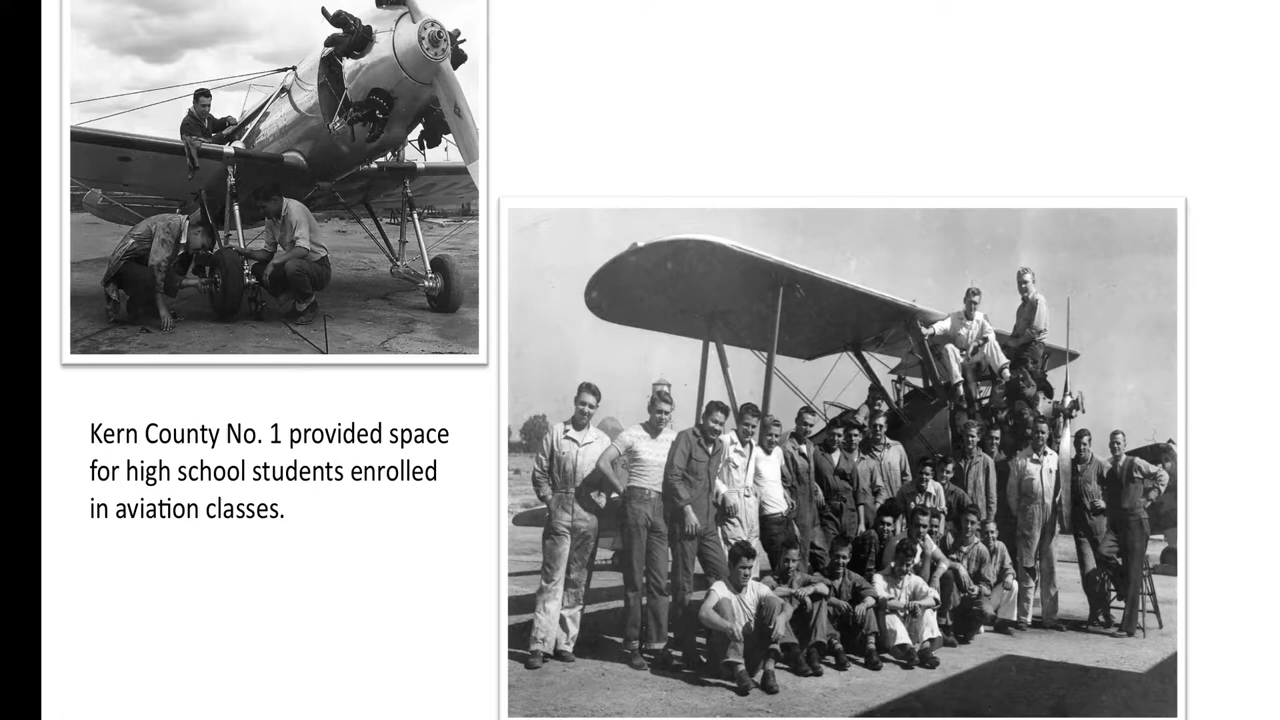 Kern County No. 1 provided space
for high school students enrolled
in aviation classes.